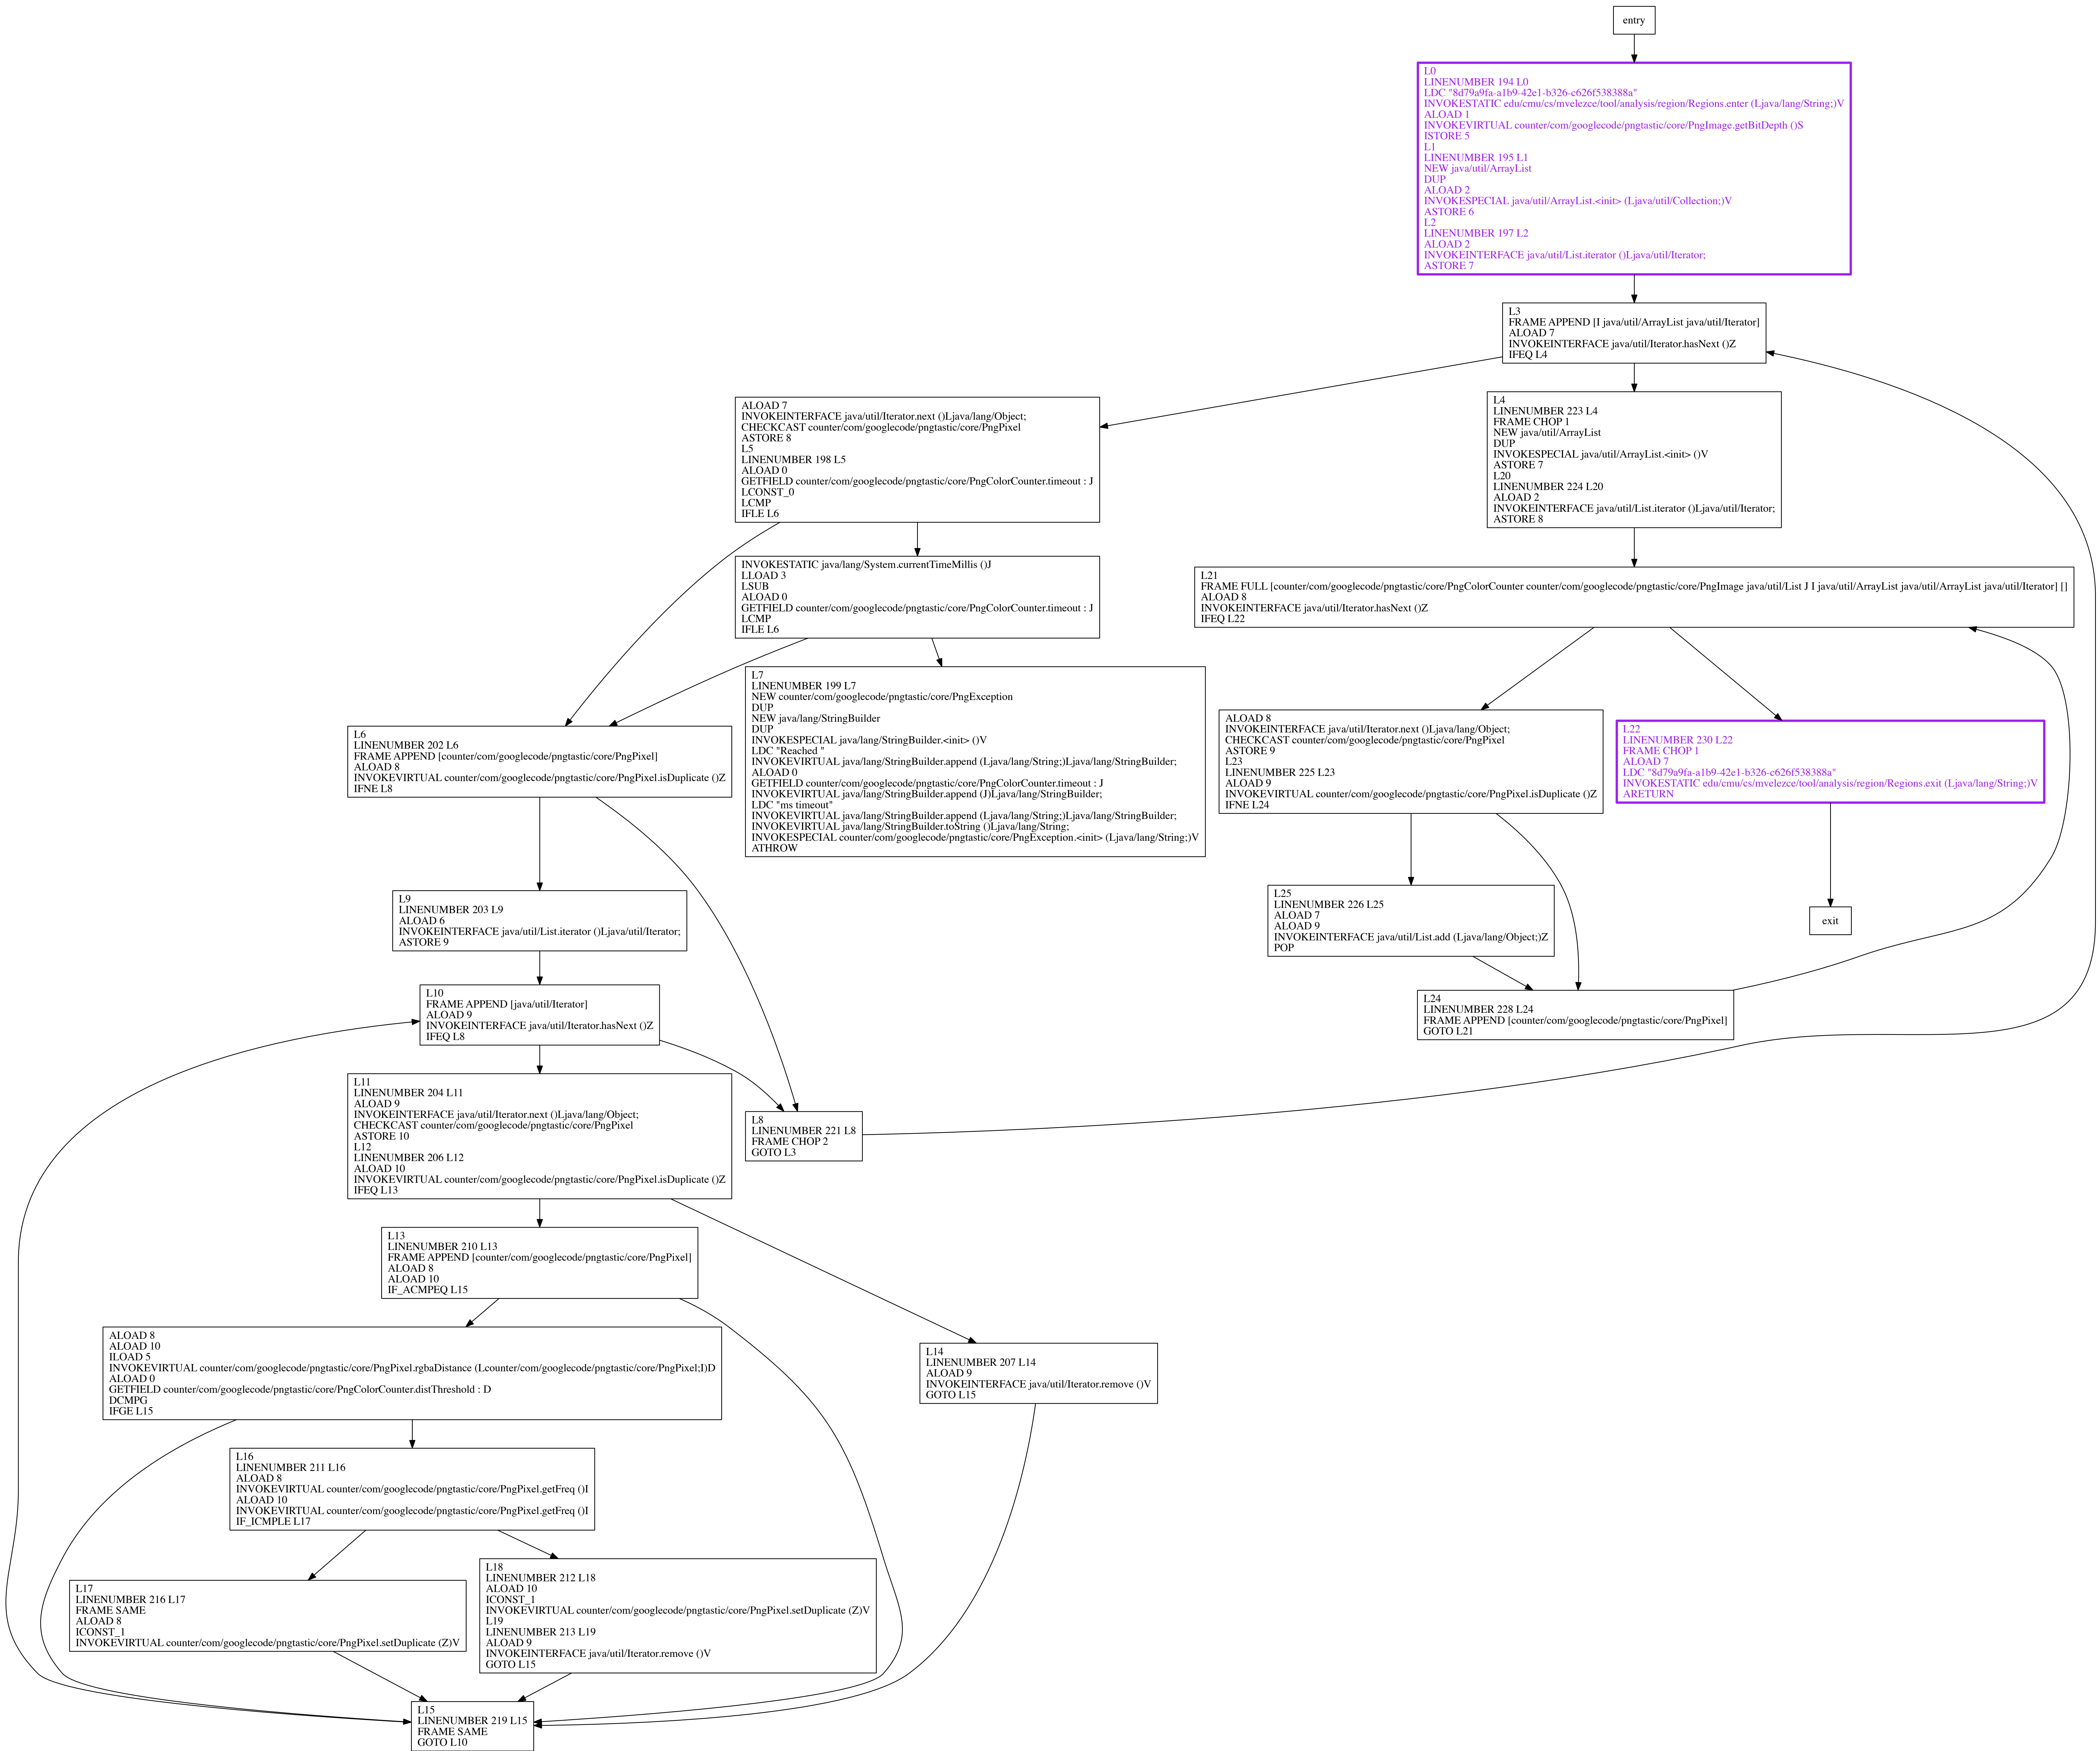 entry
L0
LINENUMBER 194 L0
LDC "8d79a9fa-a1b9-42e1-b326-c626f538388a"
INVOKESTATIC edu/cmu/cs/mvelezce/tool/analysis/region/Regions.enter (Ljava/lang/String;)V
ALOAD 1
INVOKEVIRTUAL counter/com/googlecode/pngtastic/core/PngImage.getBitDepth ()S
ISTORE 5
L1
LINENUMBER 195 L1
NEW java/util/ArrayList
DUP
ALOAD 2
INVOKESPECIAL java/util/ArrayList.<init> (Ljava/util/Collection;)V
ASTORE 6
L2
LINENUMBER 197 L2
ALOAD 2
INVOKEINTERFACE java/util/List.iterator ()Ljava/util/Iterator;
ASTORE 7
L3
FRAME APPEND [I java/util/ArrayList java/util/Iterator]
ALOAD 7
INVOKEINTERFACE java/util/Iterator.hasNext ()Z
IFEQ L4
ALOAD 7
INVOKEINTERFACE java/util/Iterator.next ()Ljava/lang/Object;
CHECKCAST counter/com/googlecode/pngtastic/core/PngPixel
ASTORE 8
L5
LINENUMBER 198 L5
ALOAD 0
GETFIELD counter/com/googlecode/pngtastic/core/PngColorCounter.timeout : J
LCONST_0
LCMP
IFLE L6
L4
LINENUMBER 223 L4
FRAME CHOP 1
NEW java/util/ArrayList
DUP
INVOKESPECIAL java/util/ArrayList.<init> ()V
ASTORE 7
L20
LINENUMBER 224 L20
ALOAD 2
INVOKEINTERFACE java/util/List.iterator ()Ljava/util/Iterator;
ASTORE 8
INVOKESTATIC java/lang/System.currentTimeMillis ()J
LLOAD 3
LSUB
ALOAD 0
GETFIELD counter/com/googlecode/pngtastic/core/PngColorCounter.timeout : J
LCMP
IFLE L6
L21
FRAME FULL [counter/com/googlecode/pngtastic/core/PngColorCounter counter/com/googlecode/pngtastic/core/PngImage java/util/List J I java/util/ArrayList java/util/ArrayList java/util/Iterator] []
ALOAD 8
INVOKEINTERFACE java/util/Iterator.hasNext ()Z
IFEQ L22
L7
LINENUMBER 199 L7
NEW counter/com/googlecode/pngtastic/core/PngException
DUP
NEW java/lang/StringBuilder
DUP
INVOKESPECIAL java/lang/StringBuilder.<init> ()V
LDC "Reached "
INVOKEVIRTUAL java/lang/StringBuilder.append (Ljava/lang/String;)Ljava/lang/StringBuilder;
ALOAD 0
GETFIELD counter/com/googlecode/pngtastic/core/PngColorCounter.timeout : J
INVOKEVIRTUAL java/lang/StringBuilder.append (J)Ljava/lang/StringBuilder;
LDC "ms timeout"
INVOKEVIRTUAL java/lang/StringBuilder.append (Ljava/lang/String;)Ljava/lang/StringBuilder;
INVOKEVIRTUAL java/lang/StringBuilder.toString ()Ljava/lang/String;
INVOKESPECIAL counter/com/googlecode/pngtastic/core/PngException.<init> (Ljava/lang/String;)V
ATHROW
L6
LINENUMBER 202 L6
FRAME APPEND [counter/com/googlecode/pngtastic/core/PngPixel]
ALOAD 8
INVOKEVIRTUAL counter/com/googlecode/pngtastic/core/PngPixel.isDuplicate ()Z
IFNE L8
ALOAD 8
INVOKEINTERFACE java/util/Iterator.next ()Ljava/lang/Object;
CHECKCAST counter/com/googlecode/pngtastic/core/PngPixel
ASTORE 9
L23
LINENUMBER 225 L23
ALOAD 9
INVOKEVIRTUAL counter/com/googlecode/pngtastic/core/PngPixel.isDuplicate ()Z
IFNE L24
L22
LINENUMBER 230 L22
FRAME CHOP 1
ALOAD 7
LDC "8d79a9fa-a1b9-42e1-b326-c626f538388a"
INVOKESTATIC edu/cmu/cs/mvelezce/tool/analysis/region/Regions.exit (Ljava/lang/String;)V
ARETURN
L9
LINENUMBER 203 L9
ALOAD 6
INVOKEINTERFACE java/util/List.iterator ()Ljava/util/Iterator;
ASTORE 9
L25
LINENUMBER 226 L25
ALOAD 7
ALOAD 9
INVOKEINTERFACE java/util/List.add (Ljava/lang/Object;)Z
POP
exit
L10
FRAME APPEND [java/util/Iterator]
ALOAD 9
INVOKEINTERFACE java/util/Iterator.hasNext ()Z
IFEQ L8
L24
LINENUMBER 228 L24
FRAME APPEND [counter/com/googlecode/pngtastic/core/PngPixel]
GOTO L21
L11
LINENUMBER 204 L11
ALOAD 9
INVOKEINTERFACE java/util/Iterator.next ()Ljava/lang/Object;
CHECKCAST counter/com/googlecode/pngtastic/core/PngPixel
ASTORE 10
L12
LINENUMBER 206 L12
ALOAD 10
INVOKEVIRTUAL counter/com/googlecode/pngtastic/core/PngPixel.isDuplicate ()Z
IFEQ L13
L8
LINENUMBER 221 L8
FRAME CHOP 2
GOTO L3
L13
LINENUMBER 210 L13
FRAME APPEND [counter/com/googlecode/pngtastic/core/PngPixel]
ALOAD 8
ALOAD 10
IF_ACMPEQ L15
ALOAD 8
ALOAD 10
ILOAD 5
INVOKEVIRTUAL counter/com/googlecode/pngtastic/core/PngPixel.rgbaDistance (Lcounter/com/googlecode/pngtastic/core/PngPixel;I)D
ALOAD 0
GETFIELD counter/com/googlecode/pngtastic/core/PngColorCounter.distThreshold : D
DCMPG
IFGE L15
L14
LINENUMBER 207 L14
ALOAD 9
INVOKEINTERFACE java/util/Iterator.remove ()V
GOTO L15
L16
LINENUMBER 211 L16
ALOAD 8
INVOKEVIRTUAL counter/com/googlecode/pngtastic/core/PngPixel.getFreq ()I
ALOAD 10
INVOKEVIRTUAL counter/com/googlecode/pngtastic/core/PngPixel.getFreq ()I
IF_ICMPLE L17
L17
LINENUMBER 216 L17
FRAME SAME
ALOAD 8
ICONST_1
INVOKEVIRTUAL counter/com/googlecode/pngtastic/core/PngPixel.setDuplicate (Z)V
L18
LINENUMBER 212 L18
ALOAD 10
ICONST_1
INVOKEVIRTUAL counter/com/googlecode/pngtastic/core/PngPixel.setDuplicate (Z)V
L19
LINENUMBER 213 L19
ALOAD 9
INVOKEINTERFACE java/util/Iterator.remove ()V
GOTO L15
L15
LINENUMBER 219 L15
FRAME SAME
GOTO L10